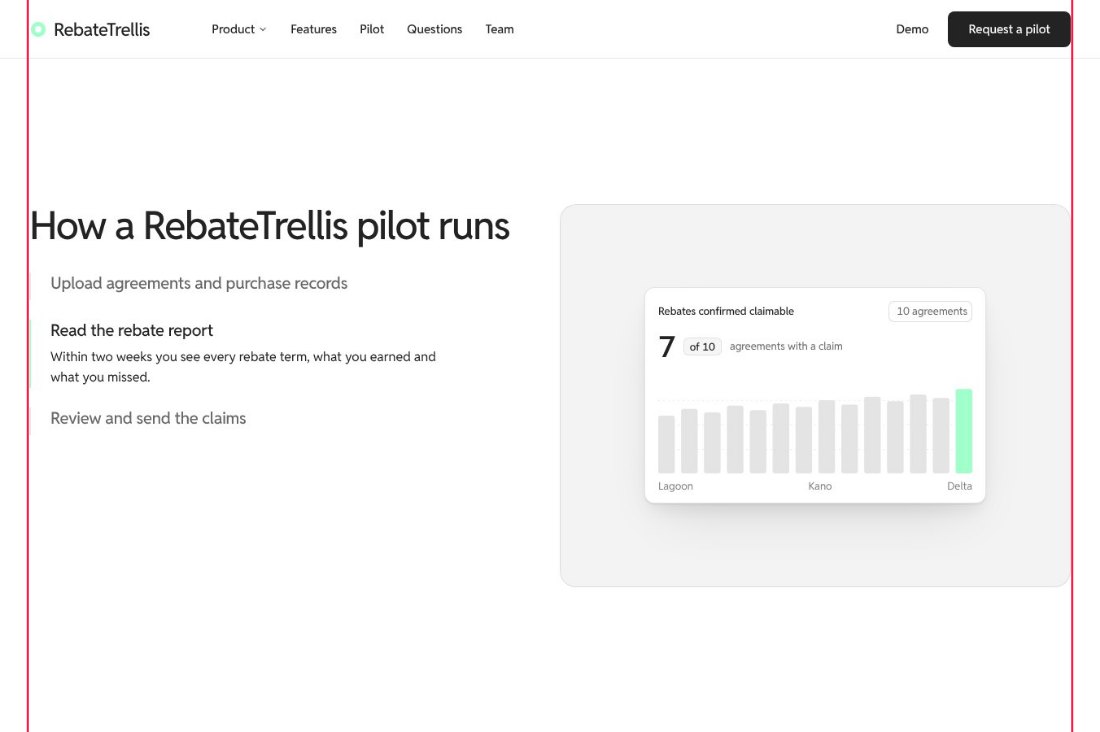 RebateTrellis
Product
Features
Pilot
Questions
Team
Demo
Request a pilot
How a RebateTrellis pilot runs
Upload agreements and purchase records
Read the rebate report
Within two weeks you see every rebate term, what you earned and
what you missed.
Review and send the claims
Rebates confirmed claimable
10 agreements
7 of 10 agreements with a claim
Lagoon Kano Delta